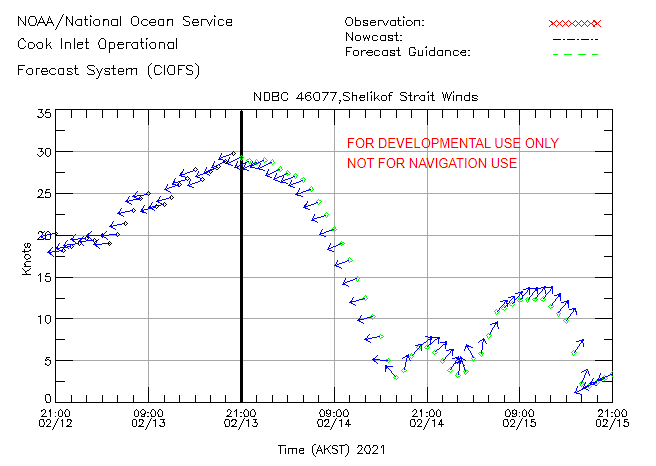 NOAA/National Ocean Service
Cook Inlet Operational
Forecast System (CIOFS)
Observation:
Nowcast:
Forecast Guidance:
NDBC 46077,Shelikof Strait Winds
FOR DEVELOPMENTAL USE ONLY
NOT FOR NAVIGATION USE
35
30
25
20
15
10
5
0
Knots
21:00 09:00 21:00 09:00 21:00 09:00 21:00
02/12 02/13 02/13 02/14 02/14 02/15 02/15
Time (AKST) 2021